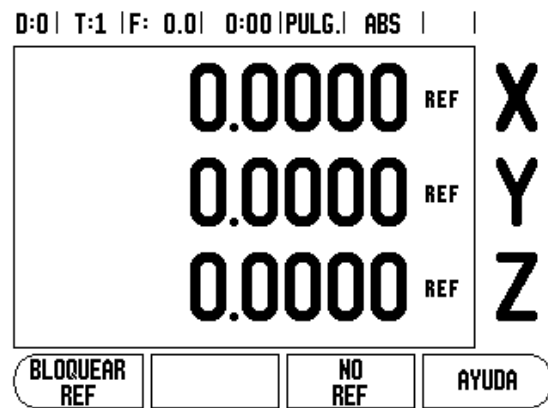 D:0 | T:1 | F: 0.0 | 0:00 | PULG. | ABS | |
0.0000 REF X
0.0000 REF Y
0.0000 REF Z
BLOQUEAR REF
NO REF
AYUDA